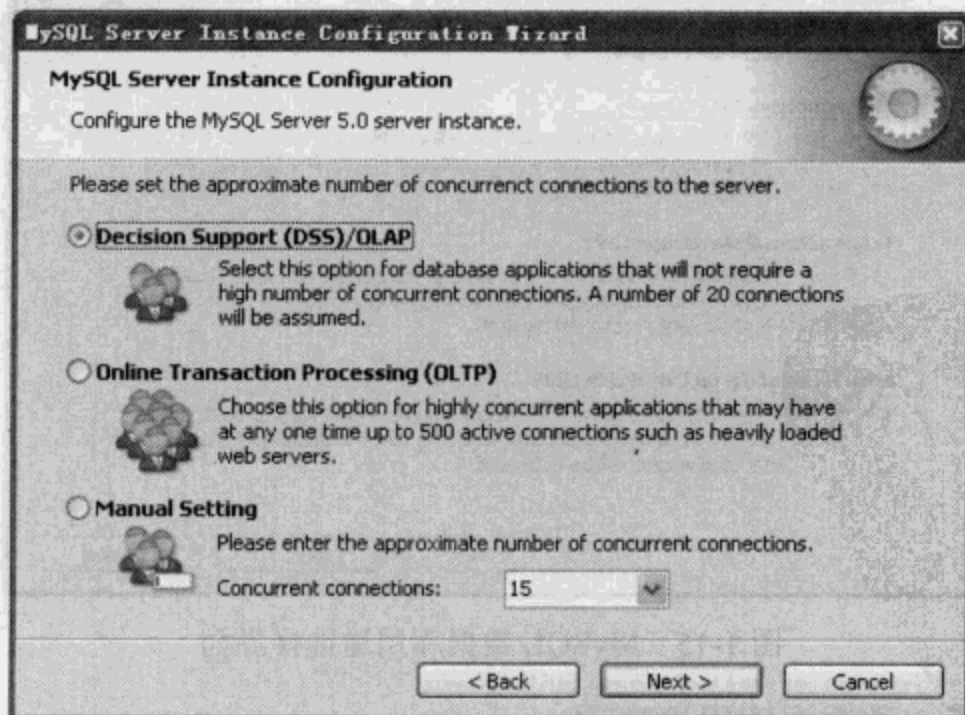 MySQL Server Instance Configuration Wizard
MySQL Server Instance Configuration
Configure the MySQL Server 5.0 server instance.
Please set the approximate number of concurrenct connections to the server.
Decision Support (DSS)/OLAP
Select this option for database applications that will not require a
high number of concurrent connections. A number of 20 connections
will be assumed.
Online Transaction Processing (OLTP)
Choose this option for highly concurrent applications that may have
at any one time up to 500 active connections such as heavily loaded
web servers.
Manual Setting
Please enter the approximate number of concurrent connections.
Concurrent connections:
15
< Back
Next >
Cancel